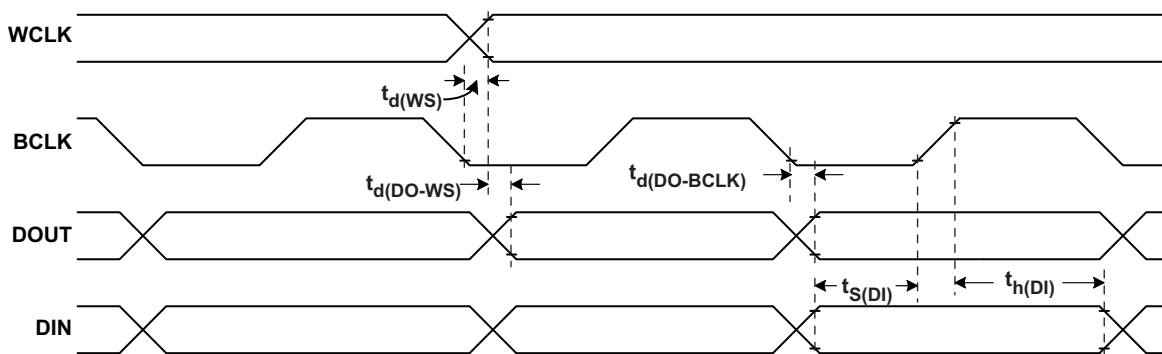 WCLK
td(WS)
BCLK
td(DO-WS)
td(DO-BCLK)
DOUT
tS(DI)
th(DI)
DIN